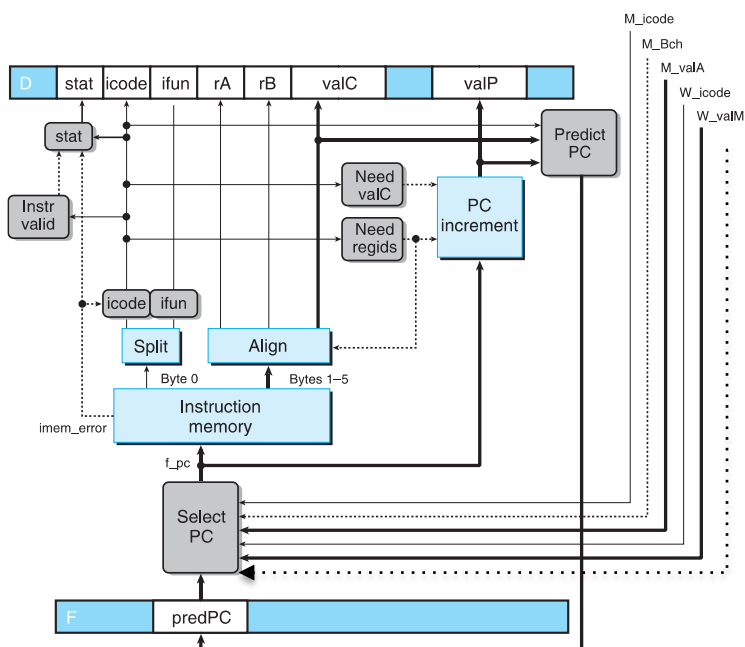 M_icode
M_Bch
M_valA
W_icode
W_valM
D stat icode ifun rA rB valC valP
stat
Predict
PC
Instr
valid
Need
valC
Need
regids
PC
increment
icode ifun
Split
Align
Byte 0
Bytes 1–5
Instruction
memory
imem_error
f_pc
Select
PC
F predPC